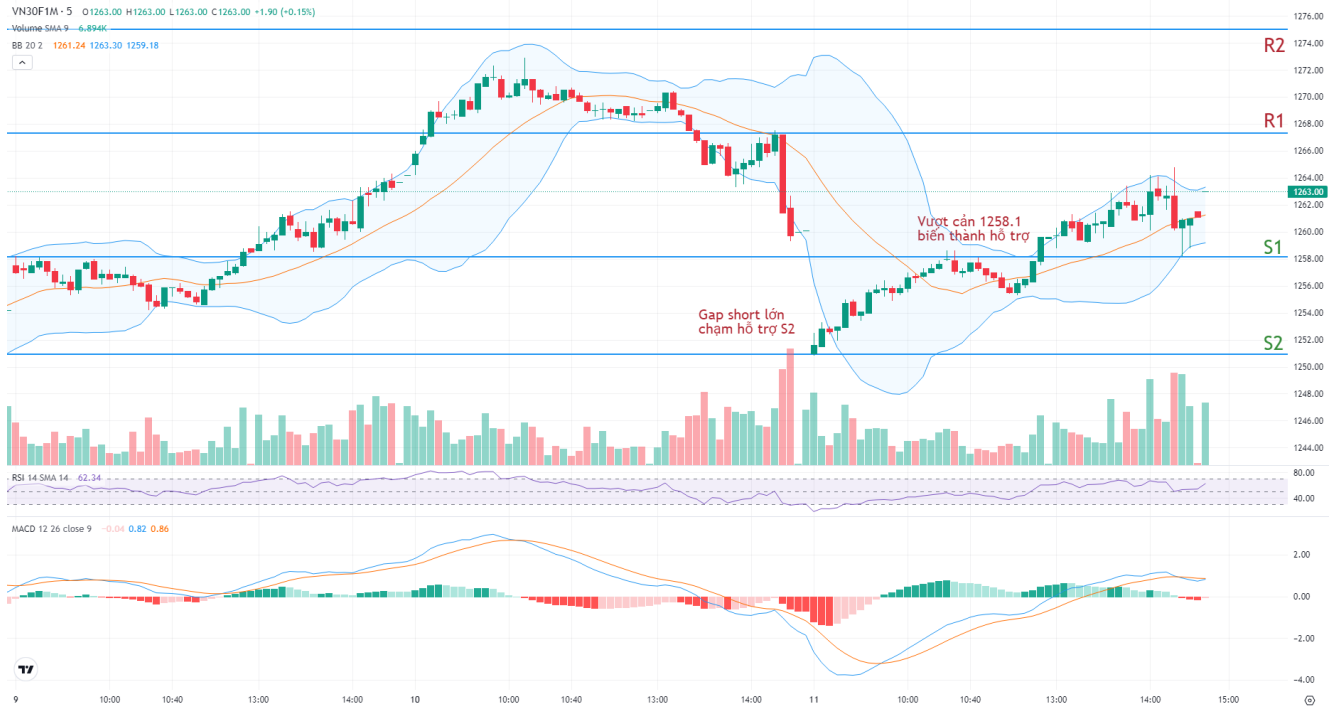 VN30F1M · 5 O1263.00 H1263.00 L1263.00 C1263.00 +1.90 (+0.15%)
Volume SMA 9 6.894K
BB 20 2 1261.24 1263.30 1259.18
1276.00
1274.00
R2
1272.00
1270.00
1268.00
R1
1266.00
1264.00
1263.00
1262.00
Vượt cản 1258.1
biến thành hỗ trợ
1260.00
S1
1258.00
1256.00
1254.00
Gap short lớn
chạm hỗ trợ S2
1252.00
S2
1250.00
1248.00
1246.00
1244.00
RSI 14 SMA 14 62.34
80.00
40.00
MACD 12 26 close 9 −0.04 0.82 0.86
2.00
0.00
−2.00
−4.00
9 10:00 10:40 13:00 14:00 10 10:00 10:40 13:00 14:00 11 10:00 10:40 13:00 14:00 15:00